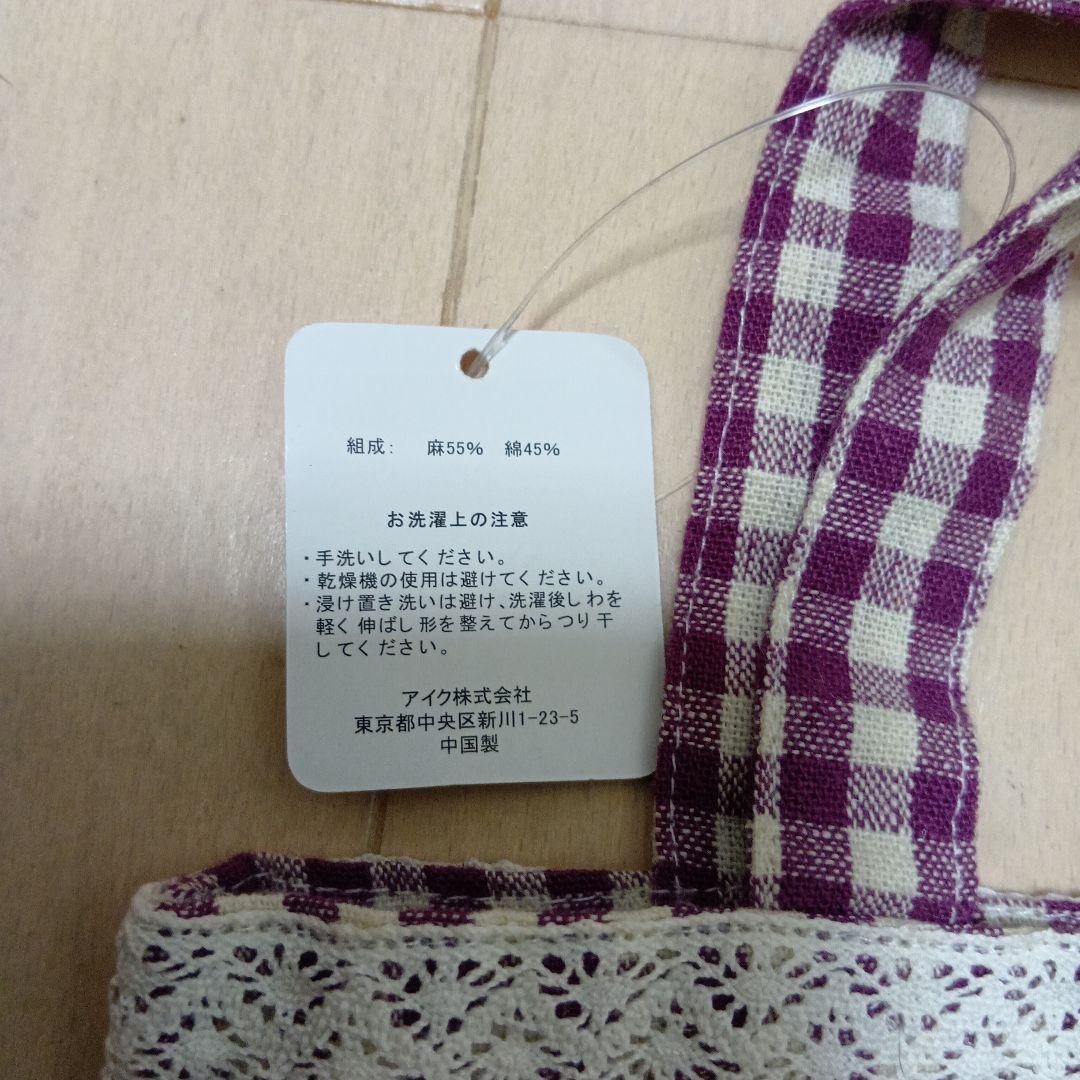 組成： 麻55% 綿45%
お洗濯上の注意
・手洗いしてください。
・乾燥機の使用は避けてください。
・浸け置き洗いは避け、洗濯後しわを
軽く伸ばし形を整えてからつり干
してください。
アイク株式会社
東京都中央区新川1-23-5
中国製